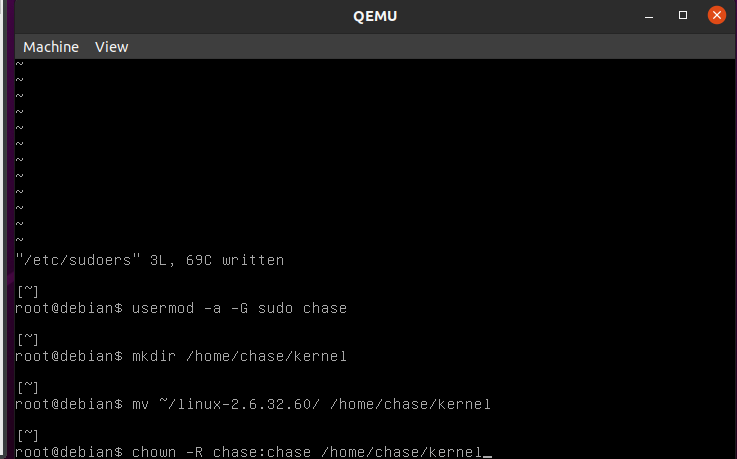 QEMU
Machine View
~
~
~
~
~
~
~
~
~
~
~
~
"/etc/sudoers" 3L, 69C written
[~]
root@debian$ usermod -a -G sudo chase
[~]
root@debian$ mkdir /home/chase/kernel
[~]
root@debian$ mv ~/linux-2.6.32.60/ /home/chase/kernel
[~]
root@debian$ chown -R chase:chase /home/chase/kernel_